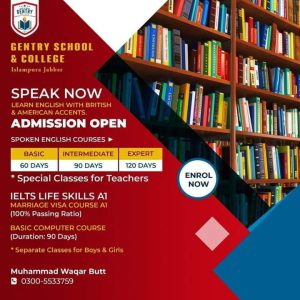 GENTRY
GENTRY SCHOOL
& COLLEGE
Islampura Jabbar
SPEAK NOW
LEARN ENGLISH WITH BRITISH
& AMERICAN ACCENTS.
ADMISSION OPEN
SPOKEN ENGLISH COURSES
BASIC INTERMEDIATE EXPERT
60 DAYS 90 DAYS 120 DAYS
* Special Classes for Teachers
ENROL
NOW
IELTS LIFE SKILLS A1
MARRIAGE VISA COURSE A1
(100% Passing Ratio)
BASIC COMPUTER COURSE
(Duration: 90 Days)
* Separate Classes for Boys & Girls
Muhammad Waqar Butt
0300-5533759